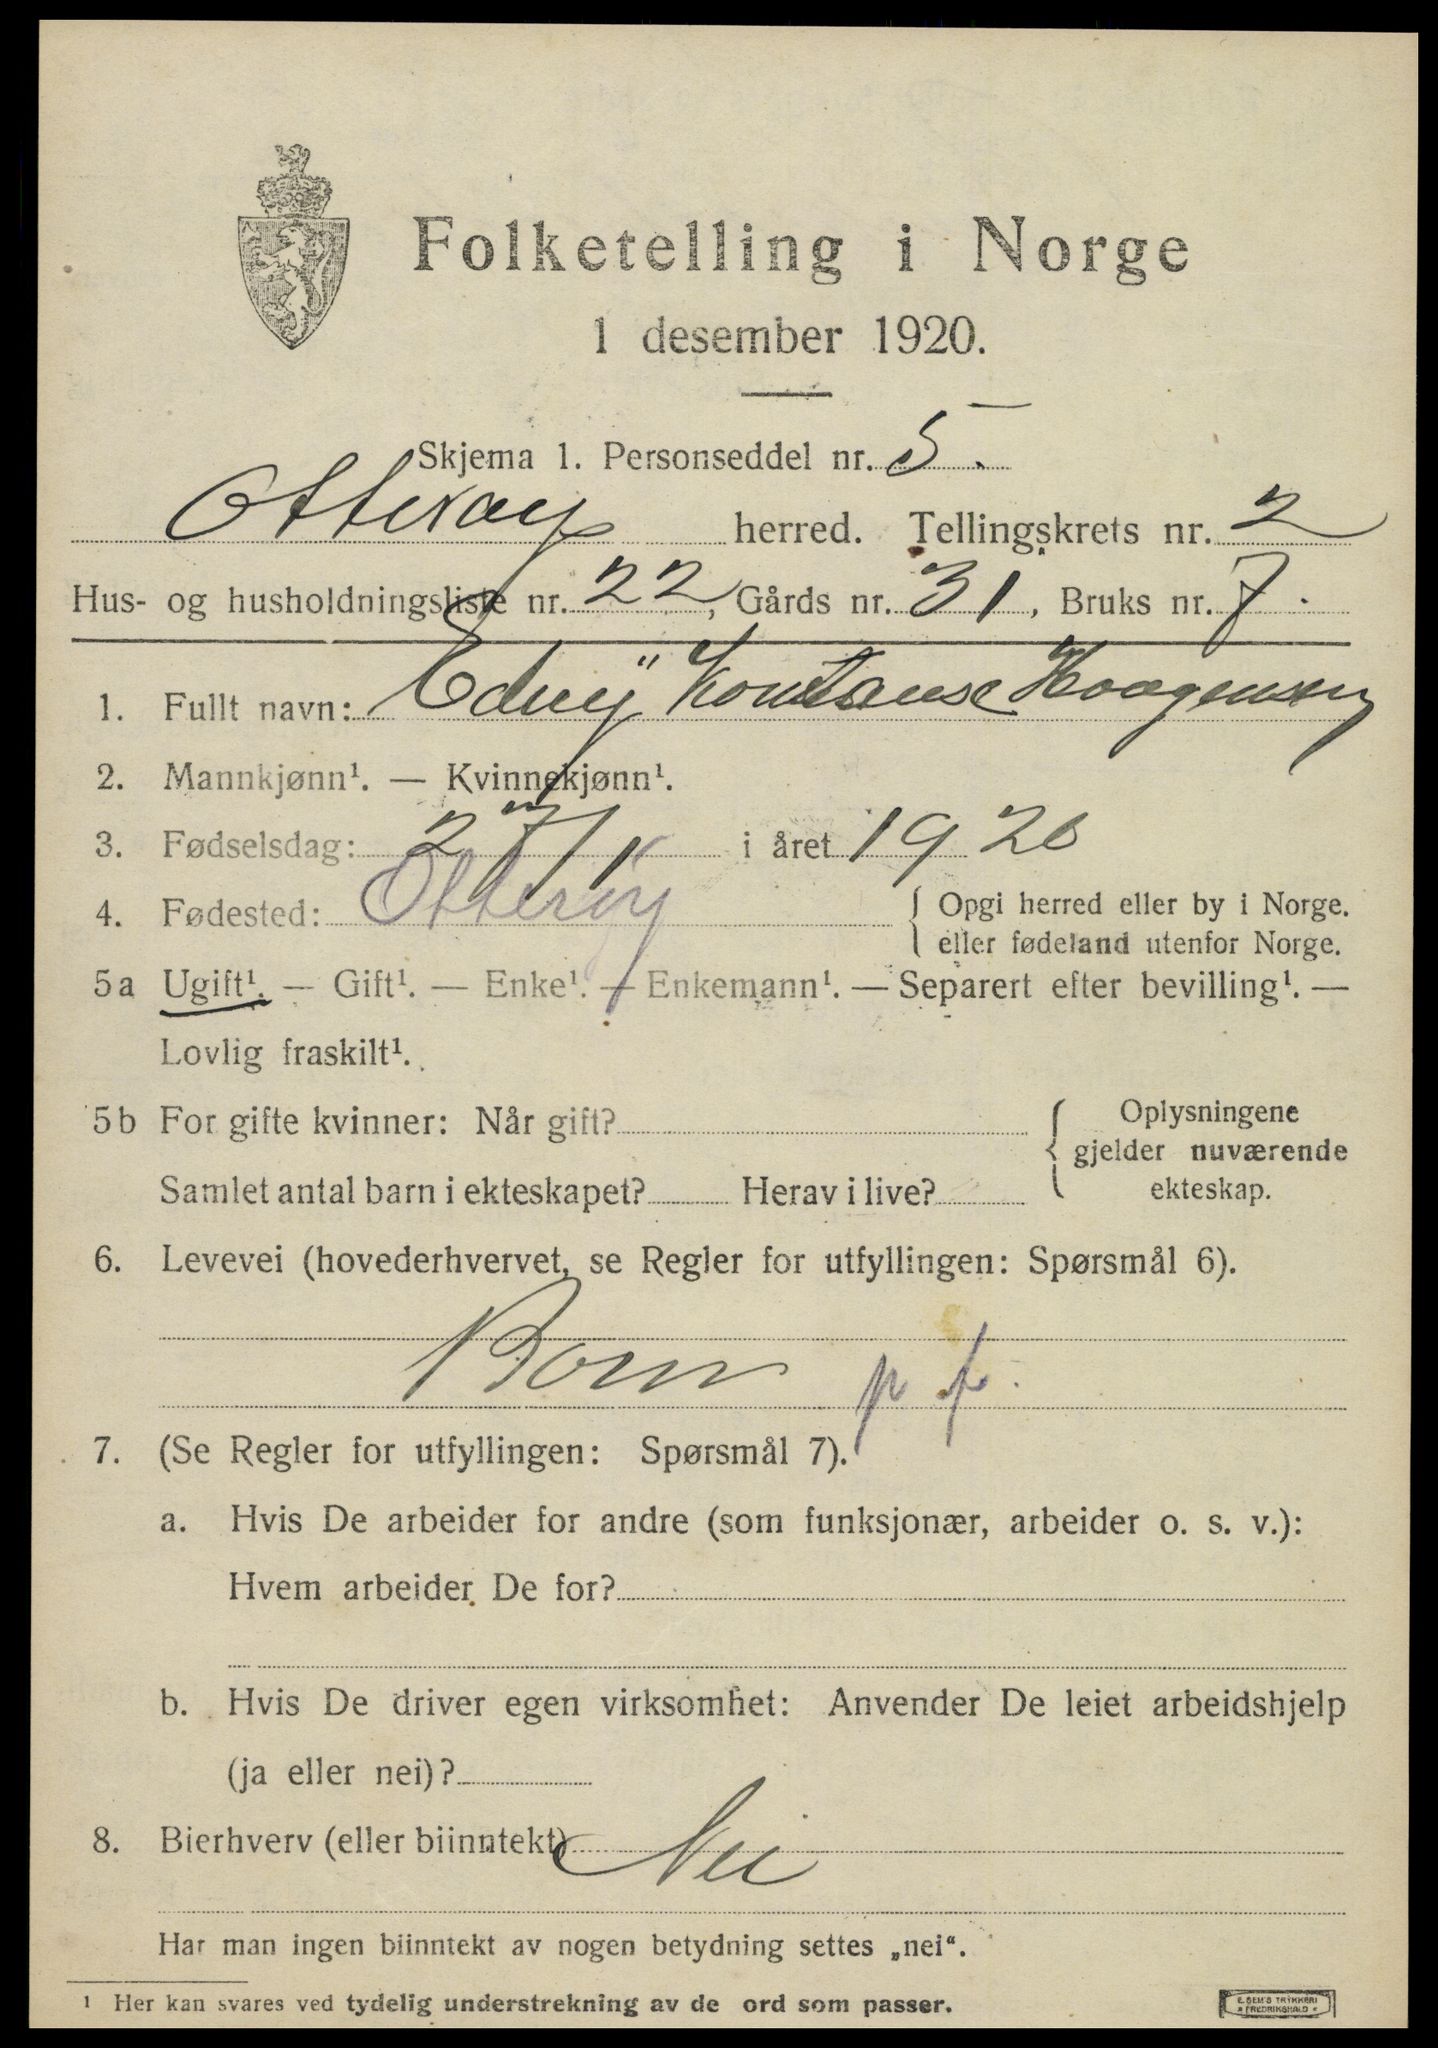 Folketelling i Norge
1 desember 1920.
Skjema 1. Personseddel nr. 5.
Otterøy herred. Tellingskrets nr. 2
Hus- og husholdningsliste nr. 22, Gårds nr. 31, Bruks nr. 7.
1. Fullt navn: Konstanse Haagensen
2. Mannkjønn¹. — Kvinnekjønn¹.
3. Fødselsdag: 27/1 i året 1920
4. Fødested: Otterøy { Opgi herred eller by i Norge.
eller fødeland utenfor Norge.
5a Ugift¹. — Gift¹. — Enke¹. — Enkemann¹. — Separert efter bevilling¹. —
Lovlig fraskilt¹.
5b For gifte kvinner: Når gift? { Oplysningene
gjelder nuværende
Samlet antal barn i ekteskapet? Herav i live? ekteskap.
6. Levevei (hovederhvervet, se Regler for utfyllingen: Spørsmål 6).
Barn p f.
7. (Se Regler for utfyllingen: Spørsmål 7).
a. Hvis De arbeider for andre (som funksjonær, arbeider o. s. v.):
Hvem arbeider De for?
b. Hvis De driver egen virksomhet: Anvender De leiet arbeidshjelp
(ja eller nei)?
8. Bierhverv (eller biinntekt) Nei
Har man ingen biinntekt av nogen betydning settes „nei“.
¹ Her kan svares ved tydelig understrekning av de ord som passer.
E. SEM'S TRYKKERI
* FREDRIKSHALD *